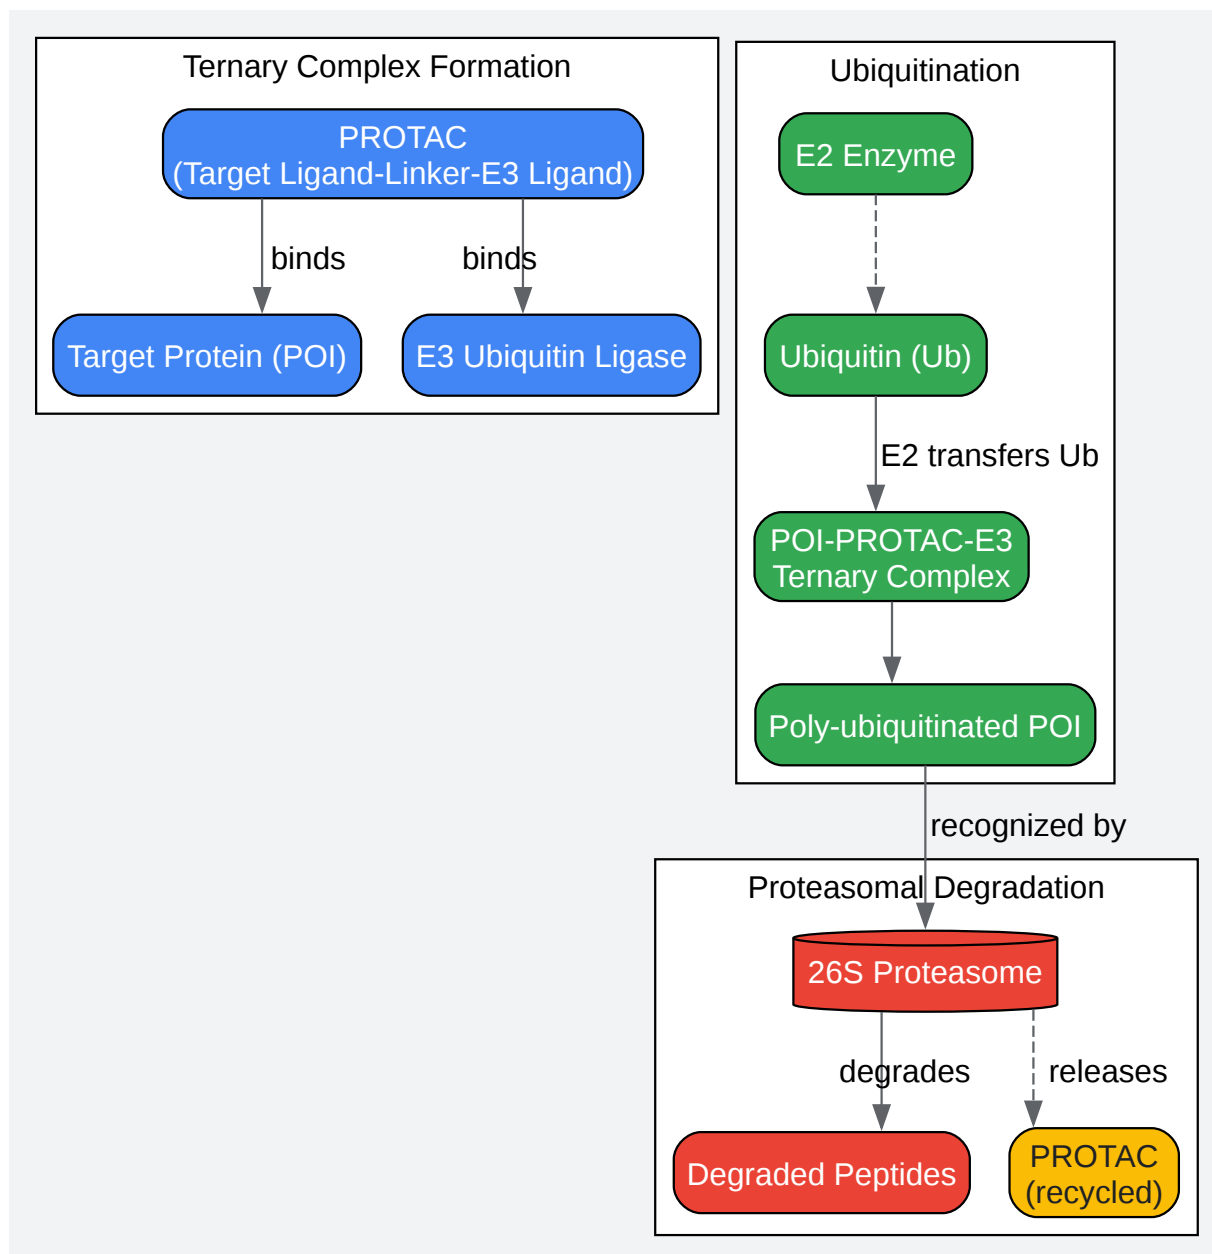 Ternary Complex Formation
PROTAC
(Target Ligand-Linker-E3 Ligand)
binds
binds
Target Protein (POI)
E3 Ubiquitin Ligase
Ubiquitination
E2 Enzyme
Ubiquitin (Ub)
E2 transfers Ub
POI-PROTAC-E3
Ternary Complex
Poly-ubiquitinated POI
recognized by
Proteasomal Degradation
26S Proteasome
degrades
releases
Degraded Peptides
PROTAC
(recycled)